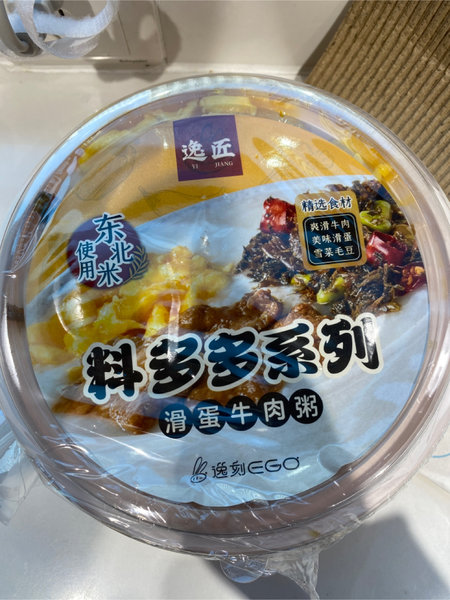 逸匠
YI JIANG
精选食材
爽滑牛肉
美味滑蛋
雪菜毛豆
使用
东北米
料多多系列
滑蛋牛肉粥
逸刻EGO